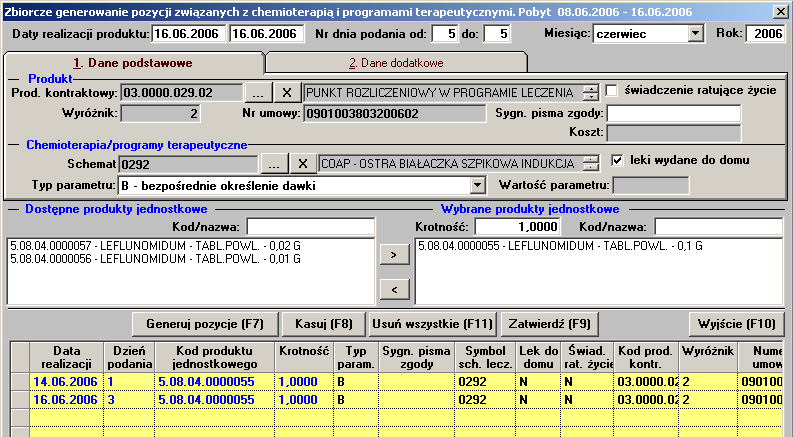 Zbiorcze generowanie pozycji związanych z chemioterapią i programami terapeutycznymi. Pobyt 08.06.2006 - 16.06.2006
Daty realizacji produktu: 16.06.2006 16.06.2006 Nr dnia podania od: 5 do: 5 Miesiąc: czerwiec Rok: 2006
1. Dane podstawowe 2. Dane dodatkowe
Produkt
Prod. kontraktowy: 03.0000.029.02 ... X PUNKT ROZLICZENIOWY W PROGRAMIE LECZENIA świadczenie ratujące życie
Wyróżnik: 2 Nr umowy: 0901003803200602 Sygn. pisma zgody:
Koszt:
Chemioterapia/programy terapeutyczne
Schemat 0292 ... X COAP - OSTRA BIAŁACZKA SZPIKOWA INDUKCJA leki wydane do domu
Typ parametru: B - bezpośrednie określenie dawki Wartość parametru:
Dostępne produkty jednostkowe Wybrane produkty jednostkowe
Kod/nazwa: Krotność: 1,0000 Kod/nazwa:
5.08.04.0000057 - LEFLUNOMIDUM - TABL.POWL. - 0,02 G 5.08.04.0000055 - LEFLUNOMIDUM - TABL.POWL. - 0,1 G
5.08.04.0000056 - LEFLUNOMIDUM - TABL.POWL. - 0,01 G
>
<
Generuj pozycje (F7) Kasuj (F8) Usuń wszystkie (F11) Zatwierdź (F9) Wyjście (F10)
Data Dzień Kod produktu Krotność Typ Sygn. pisma Symbol Lek do Świad. Kod prod. Wyróżnik Nume
realizacji podania jednostkowego param. zgody sch. lecz. domu rat. życie kontr. umow
14.06.2006 1 5.08.04.0000055 1,0000 B 0292 N N 03.0000.02 2 090100
16.06.2006 3 5.08.04.0000055 1,0000 B 0292 N N 03.0000.02 2 090100